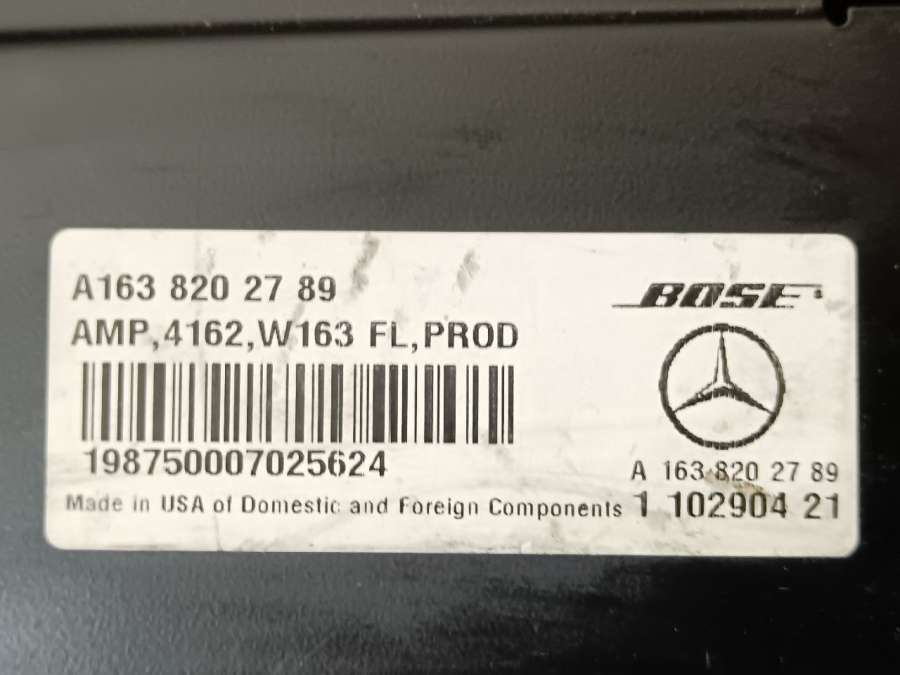 A163 820 27 89
AMP,4162,W163 FL,PROD
198750007025624
Made in USA of Domestic and Foreign Components
BOSE
A 163 820 27 89
1 102904 21